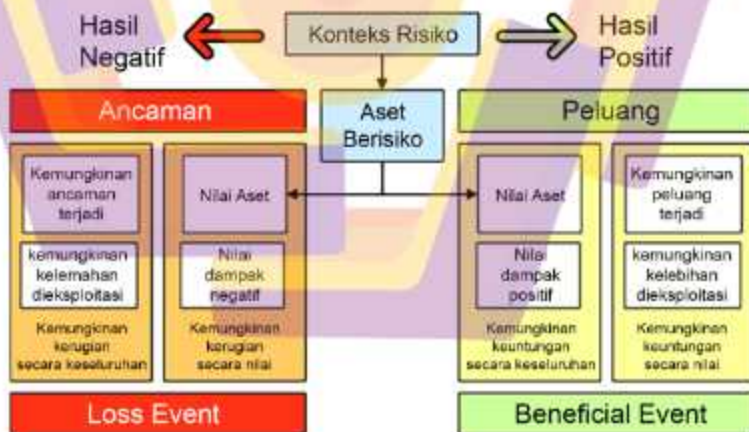 Hasil
Negatif
Konteks Risiko
Hasil
Positif
Ancaman
Aset
Berisiko
Peluang
Kemungkinan
ancaman
terjadi
Nilai Aset
Nilai Aset
Kemungkinan
peluang
terjadi
kemungkinan
kelemahan
dieksploitasi
Nilai
dampak
negatif
Nilai
dampak
positif
kemungkinan
kelebihan
dieksploitasi
Kemungkinan
kerugian
secara keseluruhan
Kemungkinan
kerugian
secara nilai
Kemungkinan
keuntungan
secara keseluruhan
Kemungkinan
keuntungan
secara nilai
Loss Event
Beneficial Event